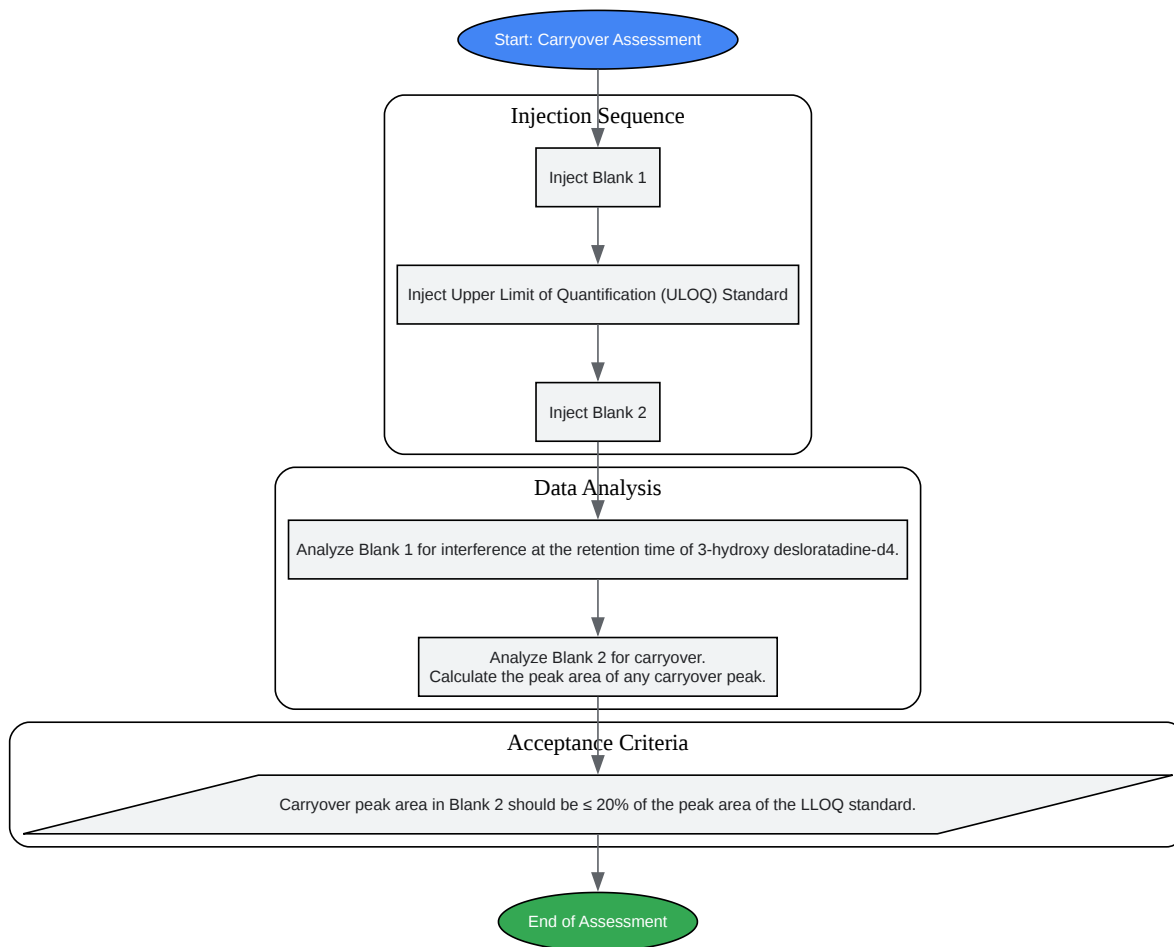 Start: Carryover Assessment
Injection Sequence
Inject Blank 1
Inject Upper Limit of Quantification (ULOQ) Standard
Inject Blank 2
Data Analysis
Analyze Blank 1 for interference at the retention time of 3-hydroxy desloratadine-d4.
Analyze Blank 2 for carryover.
Calculate the peak area of any carryover peak.
Acceptance Criteria
Carryover peak area in Blank 2 should be ≤ 20% of the peak area of the LLOQ standard.
End of Assessment